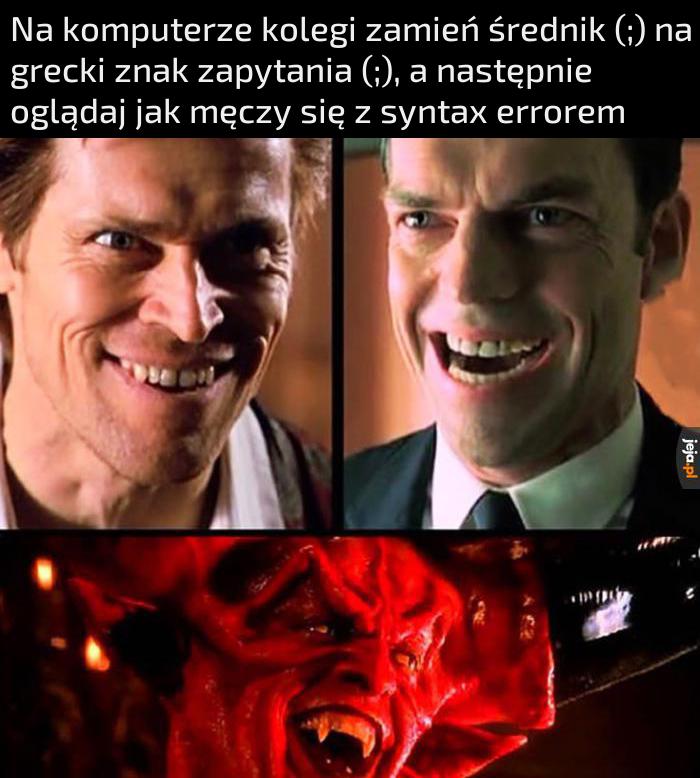 Na komputerze kolegi zamień średnik (;) na
grecki znak zapytania (;), a następnie
oglądaj jak męczy się z syntax errorem
jeja.pl